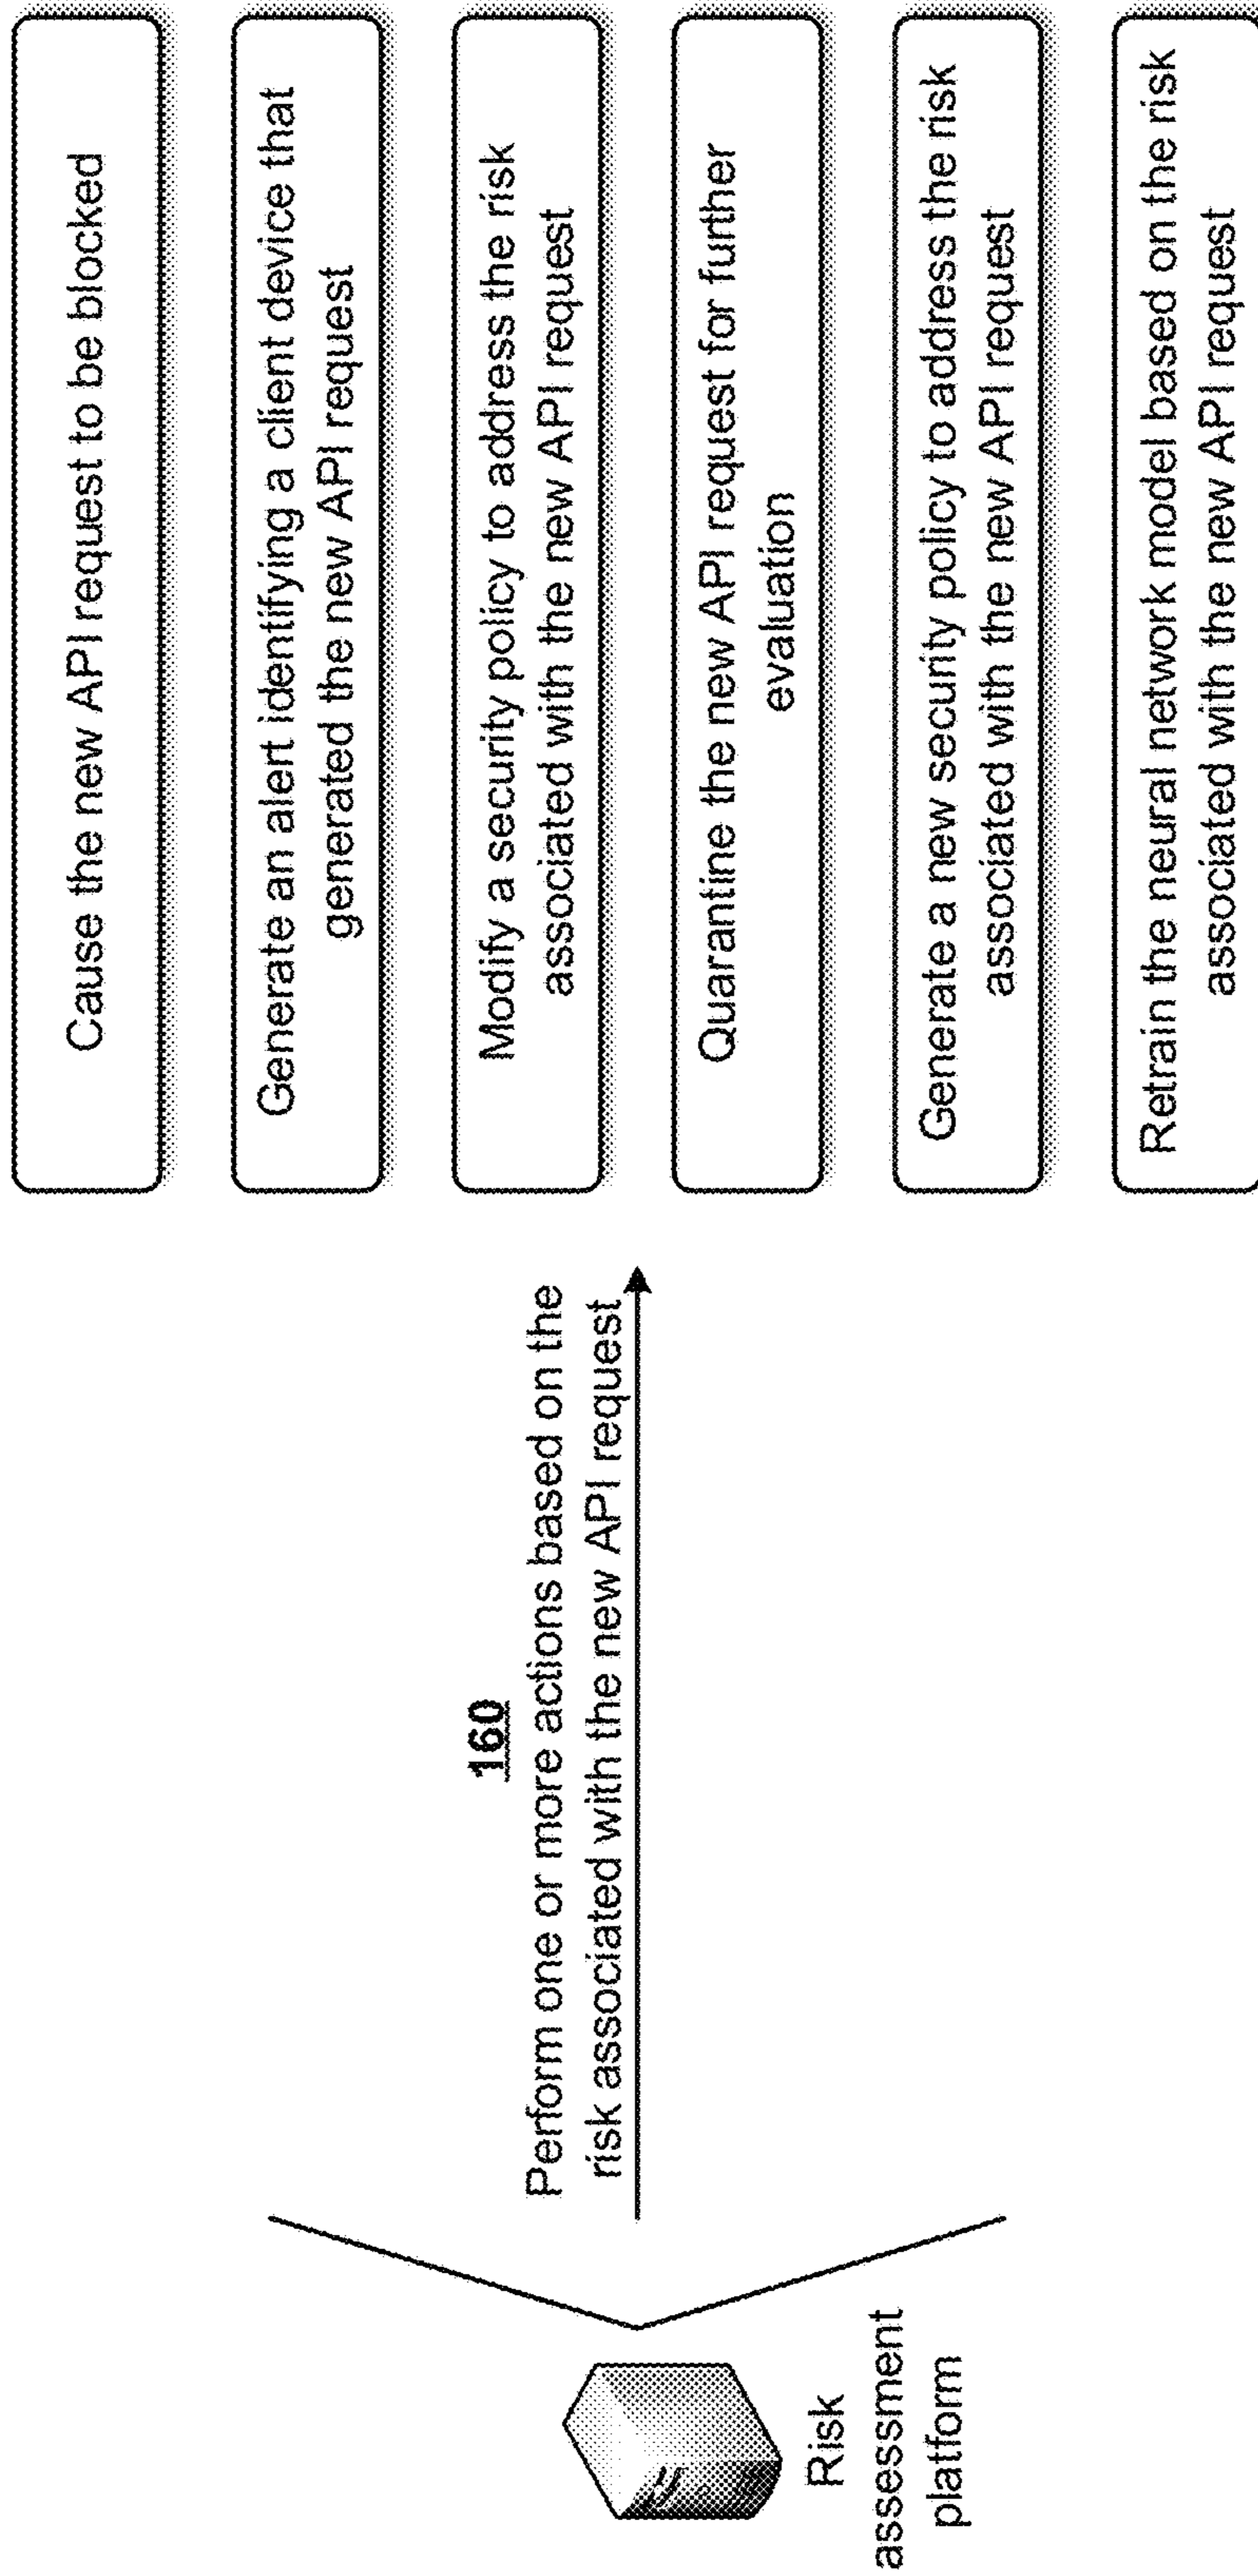 Risk
assessment
platform
160
Perform one or more actions based on the
risk associated with the new API request
Cause the new API request to be blocked
Generate an alert identifying a client device that
generated the new API request
Modify a security policy to address the risk
associated with the new API request
Quarantine the new API request for further
evaluation
Generate a new security policy to address the risk
associated with the new API request
Retrain the neural network model based on the risk
associated with the new API request